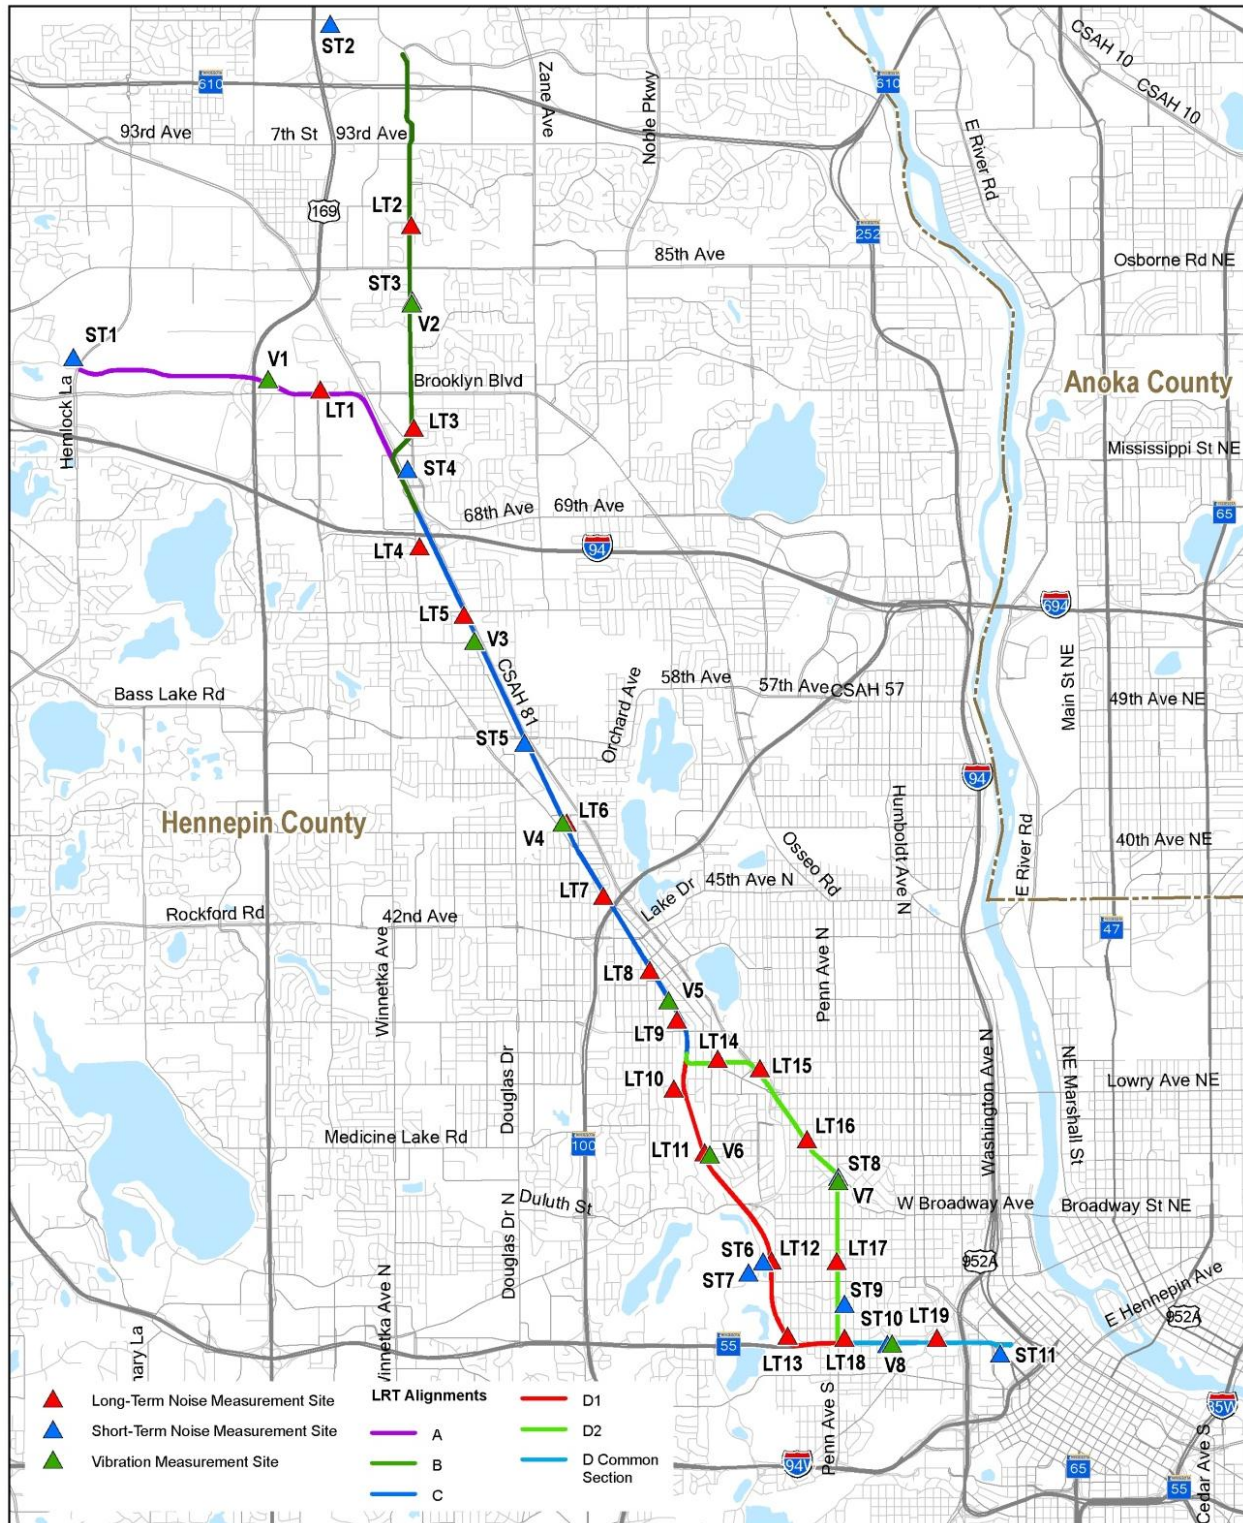 ST2
CSAH 10
CSAH 10
610
610
Zane Ave
Noble Pkwy
93rd Ave
7th St
93rd Ave
E River Rd
LT2
169
252
85th Ave
Osborne Rd NE
ST3
V2
ST1
V1
Brooklyn Blvd
LT1
Anoka County
Hemlock La
LT3
Mississippi St NE
ST4
68th Ave
69th Ave
65
LT4
94
694
LT5
V3
CSAH 81
Orchard Ave
58th Ave
57th Ave
CSAH 57
Main St NE
Bass Lake Rd
49th Ave NE
ST5
94
Hennepin County
LT6
V4
Humboldt Ave N
E River Rd
40th Ave NE
Osseo Rd
45th Ave N
LT7
Lake Dr
Rockford Rd
42nd Ave
47
Winnetka Ave
Penn Ave N
LT8
V5
LT9
LT14
LT15
Washington Ave N
NE Marshall St
Douglas Dr
LT10
Lowry Ave NE
Medicine Lake Rd
100
LT16
LT11
V6
ST8
V7
Duluth St
W Broadway Ave
Broadway St NE
Douglas Dr N
ST6
LT12
LT17
ST7
952A
E Hennepin Ave
Winnetka Ave N
ST9
ST10
LT19
952A
55
LT13
LT18
V8
ST11
Penn Ave S
35W
94
65
55
Cedar Ave S
Long-Term Noise Measurement Site
Short-Term Noise Measurement Site
Vibration Measurement Site
LRT Alignments
A
B
C
D1
D2
D Common
Section